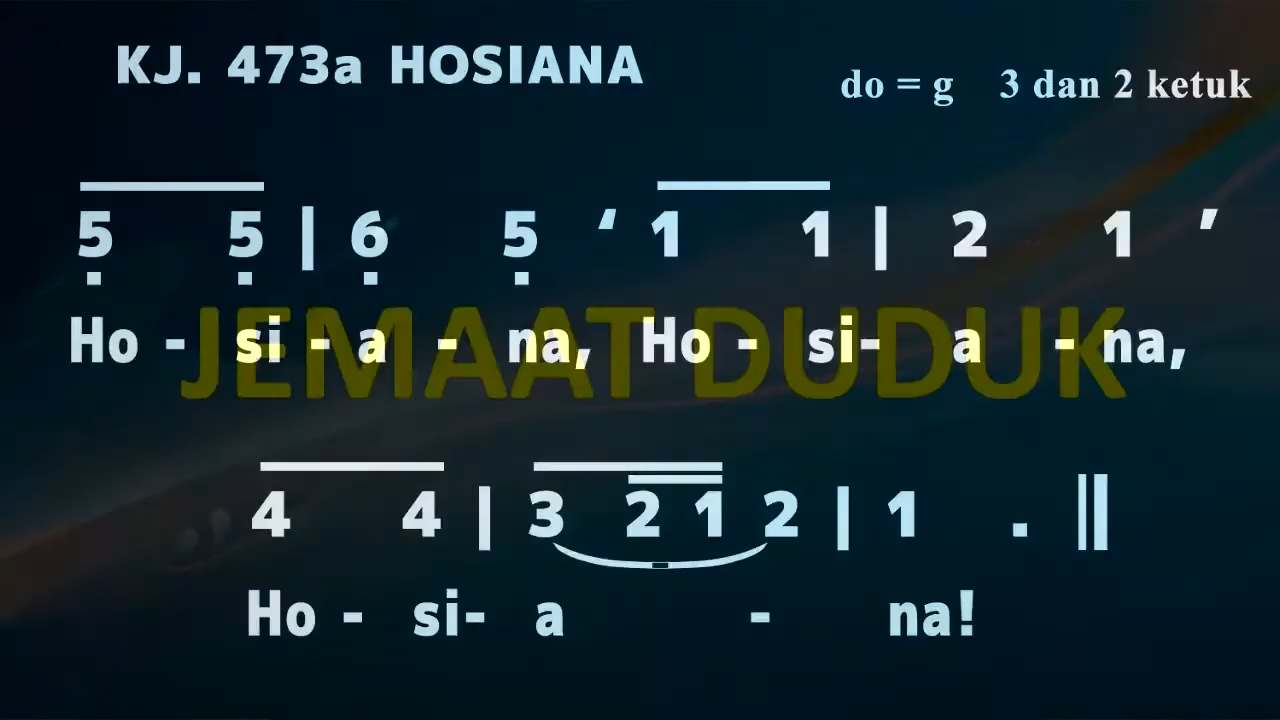 KJ. 473a HOSIANA
do = g 3 dan 2 ketuk
5 5 | 6 5 ‘ 1 1 | 2 1 ’
Ho - si - a - na, Ho - si- a - na,
JEMAAT DUDUK
4 4 | 3 2 1 2 | 1 . ||
Ho - si- a - na!